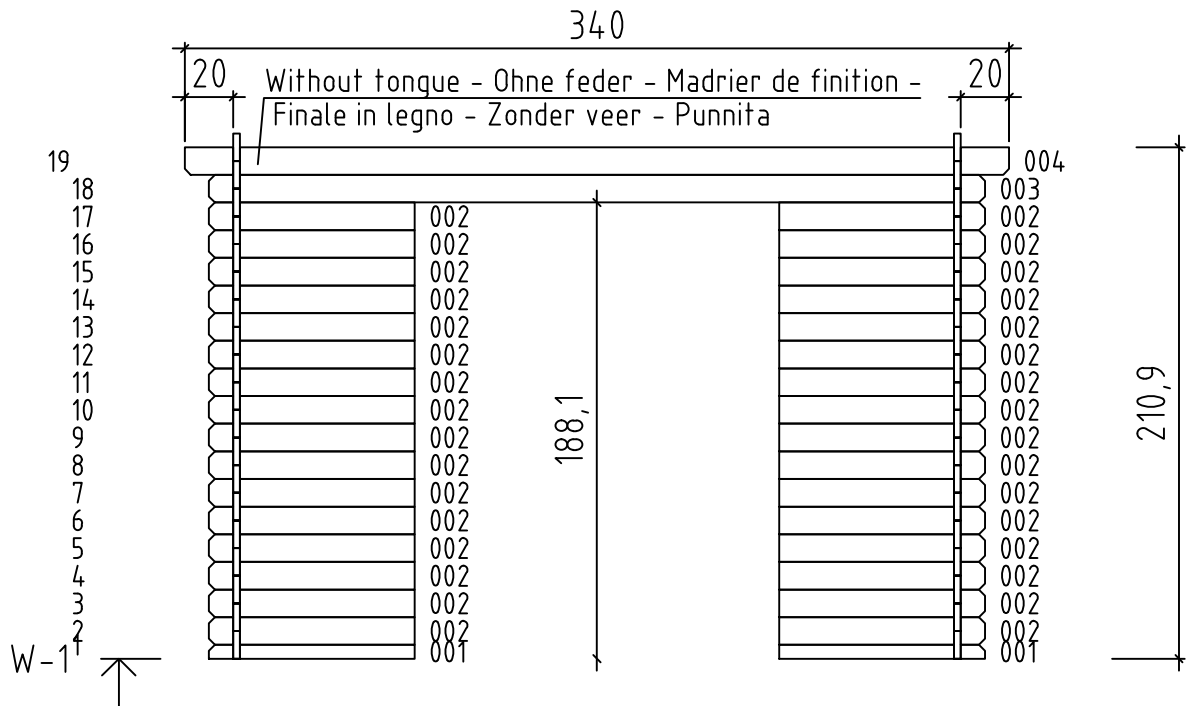 340
20
20
Without tongue - Ohne feder - Madrier de finition -
Finale in legno - Zonder veer - Punnita
19 004
18 003
17 002 002
16 002 002
15 002 002
14 002 002
13 002 002
12 002 002
11 002 002
10 002 002
9 002 002
8 002 002
7 002 002
6 002 002
5 002 002
4 002 002
3 002 002
2 002 002
1 001 001
W-1
188,1
210,9